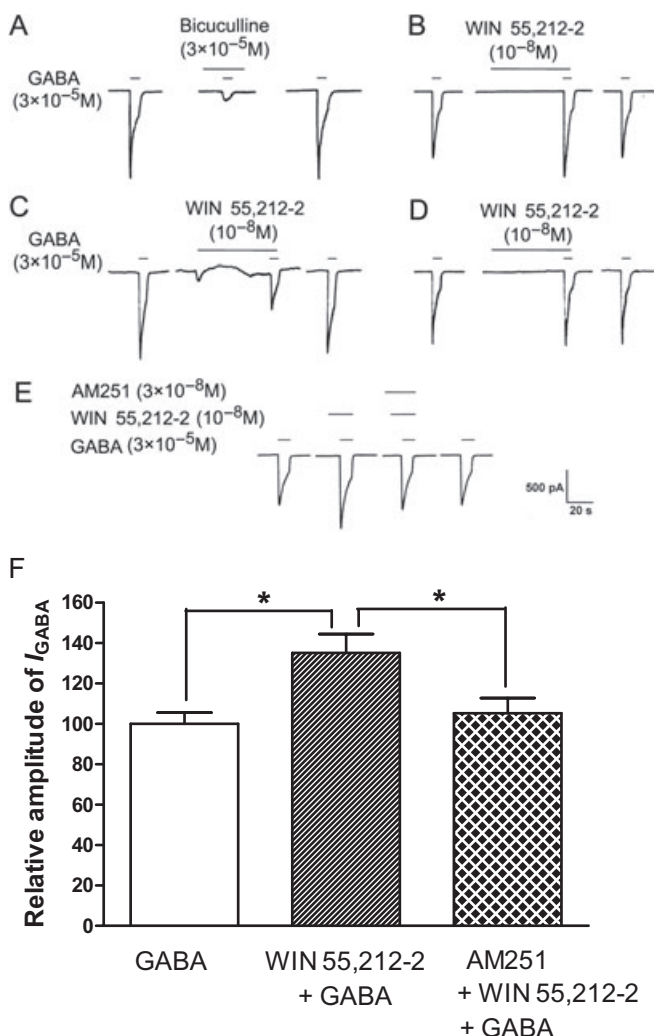 A
Bicuculline
(3×10⁻⁵M)
GABA
(3×10⁻⁵M)
B
WIN 55,212-2
(10⁻⁸M)
C
WIN 55,212-2
(10⁻⁸M)
GABA
(3×10⁻⁵M)
D
WIN 55,212-2
(10⁻⁸M)
E
AM251 (3×10⁻⁸M)
WIN 55,212-2 (10⁻⁸M)
GABA (3×10⁻⁵M)
500 pA
20 s
F
Relative amplitude of I_GABA
160
140
120
100
80
60
40
20
0
*
*
GABA
WIN 55,212-2
+ GABA
AM251
+ WIN 55,212-2
+ GABA